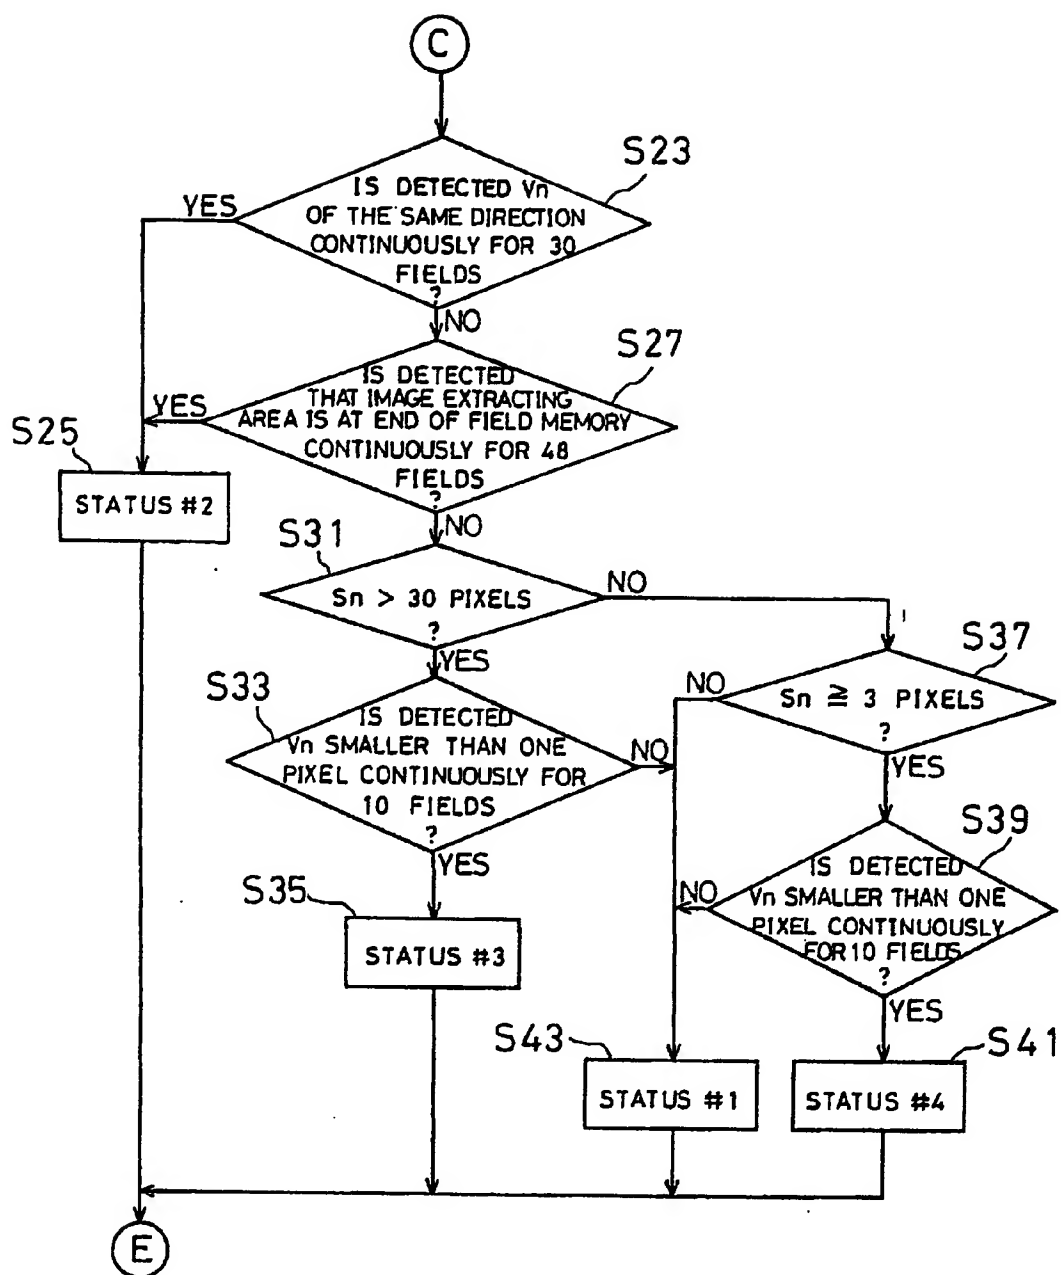 C
S23
IS DETECTED Vn
OF THE SAME DIRECTION
CONTINUOUSLY FOR 30
FIELDS
?
YES
NO
S27
IS DETECTED
THAT IMAGE EXTRACTING
AREA IS AT END OF FIELD MEMORY
CONTINUOUSLY FOR 48
FIELDS
?
YES
NO
S25
STATUS #2
S31
Sn > 30 PIXELS
?
NO
YES
S37
Sn ≧ 3 PIXELS
?
NO
YES
S33
IS DETECTED
Vn SMALLER THAN ONE
PIXEL CONTINUOUSLY FOR
10 FIELDS
?
NO
YES
S39
IS DETECTED
Vn SMALLER THAN ONE
PIXEL CONTINUOUSLY
FOR 10 FIELDS
?
NO
YES
S35
STATUS #3
S43
STATUS #1
S41
STATUS #4
E